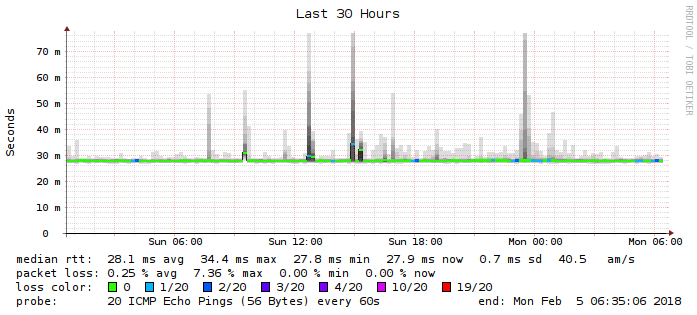 Last 30 Hours
RRDTOOL / TOBI OETIKER
Seconds
70 m
60 m
50 m
40 m
30 m
20 m
10 m
0
Sun 06:00 Sun 12:00 Sun 18:00 Mon 00:00 Mon 06:00
median rtt: 28.1 ms avg 34.4 ms max 27.8 ms min 27.9 ms now 0.7 ms sd 40.5 am/s
packet loss: 0.25 % avg 7.36 % max 0.00 % min 0.00 % now
loss color: 0 1/20 2/20 3/20 4/20 10/20 19/20
probe: 20 ICMP Echo Pings (56 Bytes) every 60s end: Mon Feb 5 06:35:06 2018